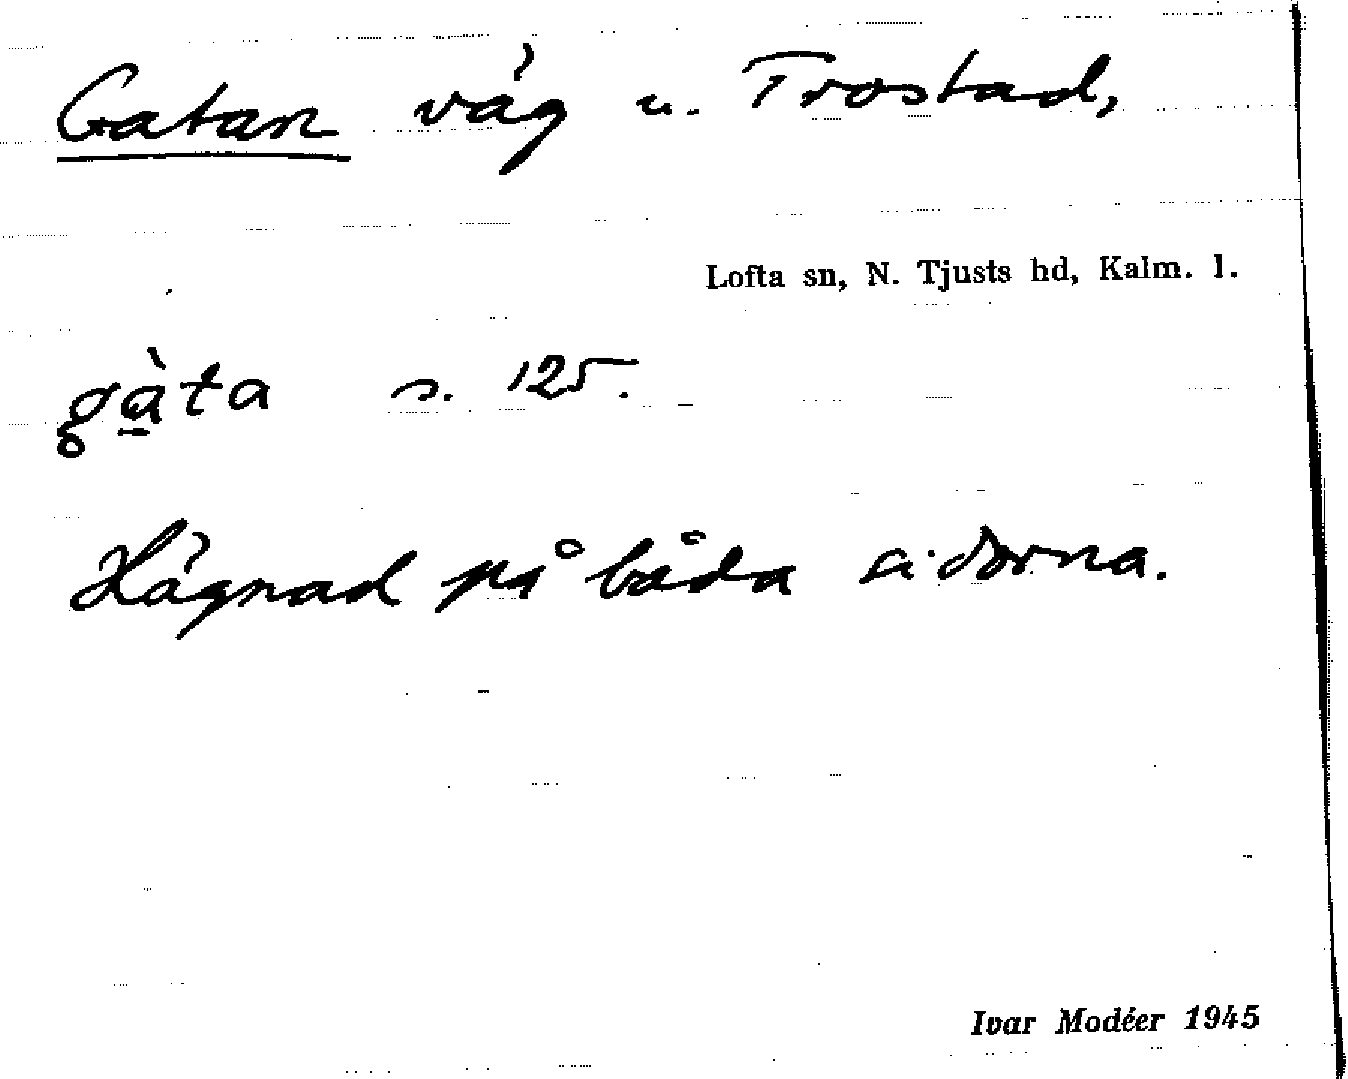 Gatan väg u. Trostad,
Lofta sn, N. Tjusts hd, Kalm. l.
gàta s. 125.
Hägnad på båda sidorna.
Ivar Modéer 1945